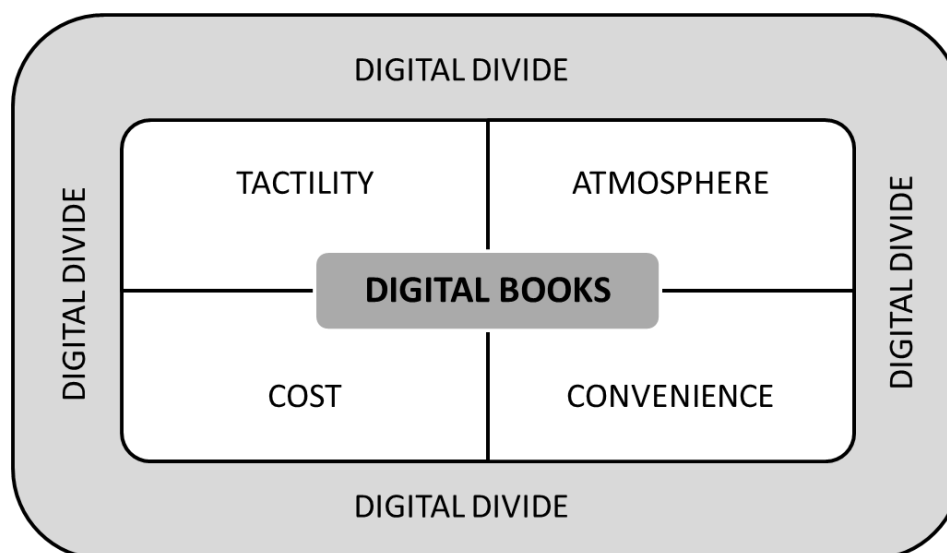 DIGITAL DIVIDE
TACTILITY
ATMOSPHERE
DIGITAL DIVIDE
DIGITAL BOOKS
DIGITAL DIVIDE
COST
CONVENIENCE
DIGITAL DIVIDE